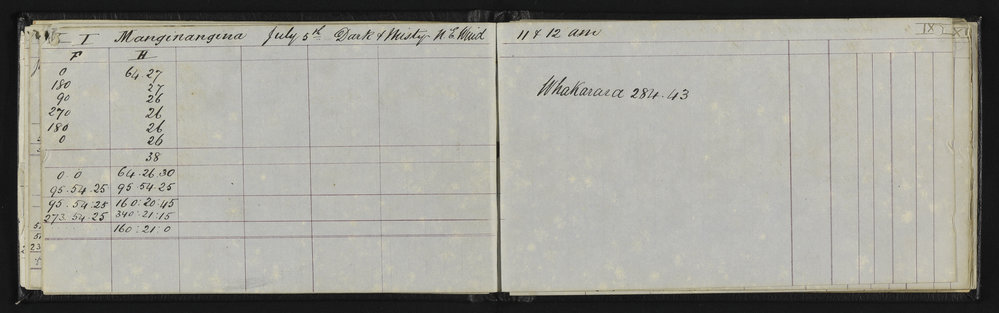 I Manginangina July 5th Dark & Misty N E Wind 11 & 12 am
F H
0 64 27
180 27
90 26
270 26
180 26
0 26
38
0.0 64.26.30
95.54.25 95.54.25
95.54.25 160:20.45
273.54.25 340:21:15
160:21:0
Whakarara 284.43